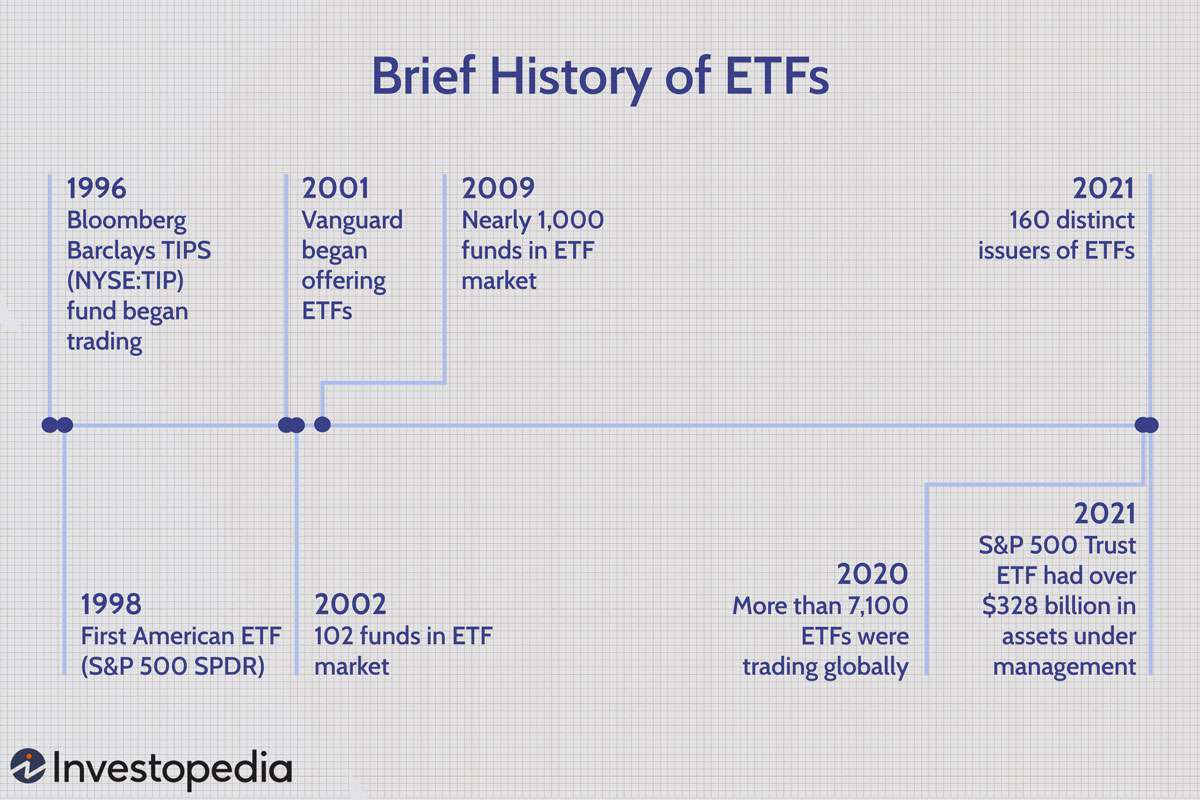 Brief History of ETFs
1996
Bloomberg
Barclays TIPS
(NYSE:TIP)
fund began
trading
2001
Vanguard
began
offering
ETFs
2009
Nearly 1,000
funds in ETF
market
2021
160 distinct
issuers of ETFs
1998
First American ETF
(S&P 500 SPDR)
2002
102 funds in ETF
market
2020
More than 7,100
ETFs were
trading globally
2021
S&P 500 Trust
ETF had over
$328 billion in
assets under
management
Investopedia